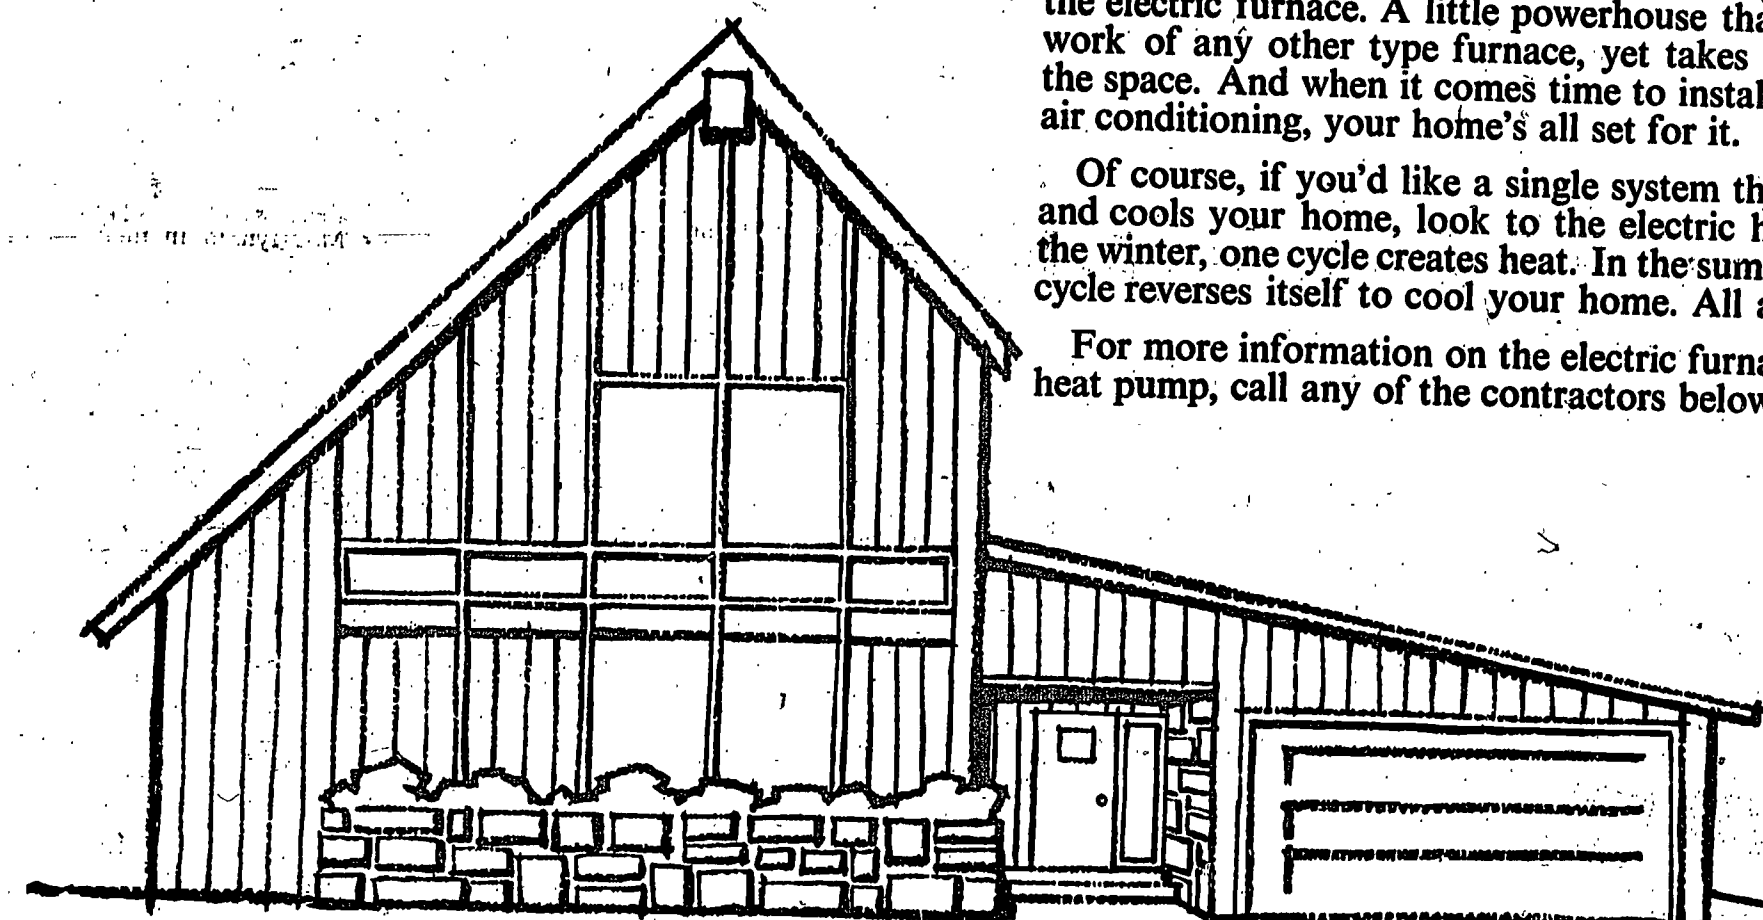 the electric furnace. A little powerhouse tha
work of any other type furnace, yet takes
the space. And when it comes time to instal
air conditioning, your home's all set for it.
Of course, if you'd like a single system th
and cools your home, look to the electric h
the winter, one cycle creates heat. In the sum
cycle reverses itself to cool your home. All a
For more information on the electric furna
heat pump, call any of the contractors below